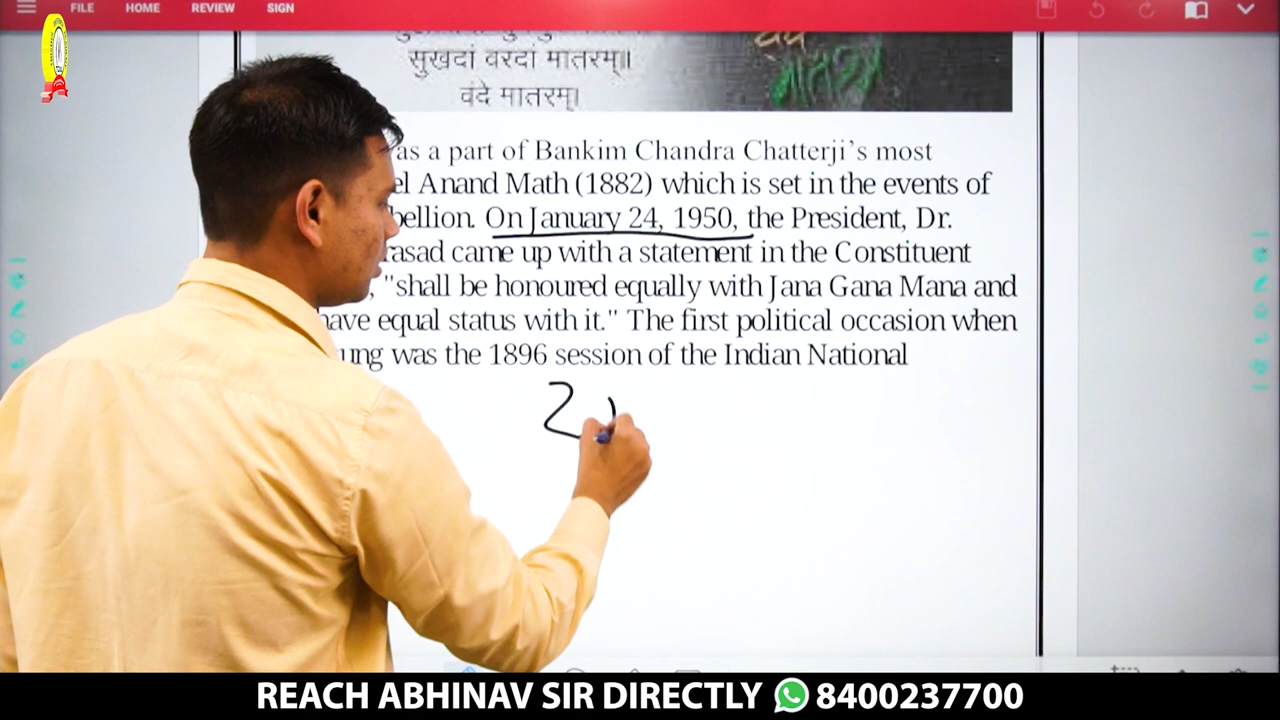 FILE HOME REVIEW SIGN
सुखदां वरदां मातरम्॥
वंदे मातरम्।
as a part of Bankim Chandra Chatterji's most
el Anand Math (1882) which is set in the events of
bellion. On January 24, 1950, the President, Dr.
rasad came up with a statement in the Constituent
, "shall be honoured equally with Jana Gana Mana and
have equal status with it." The first political occasion when
ung was the 1896 session of the Indian National
2
REACH ABHINAV SIR DIRECTLY 8400237700